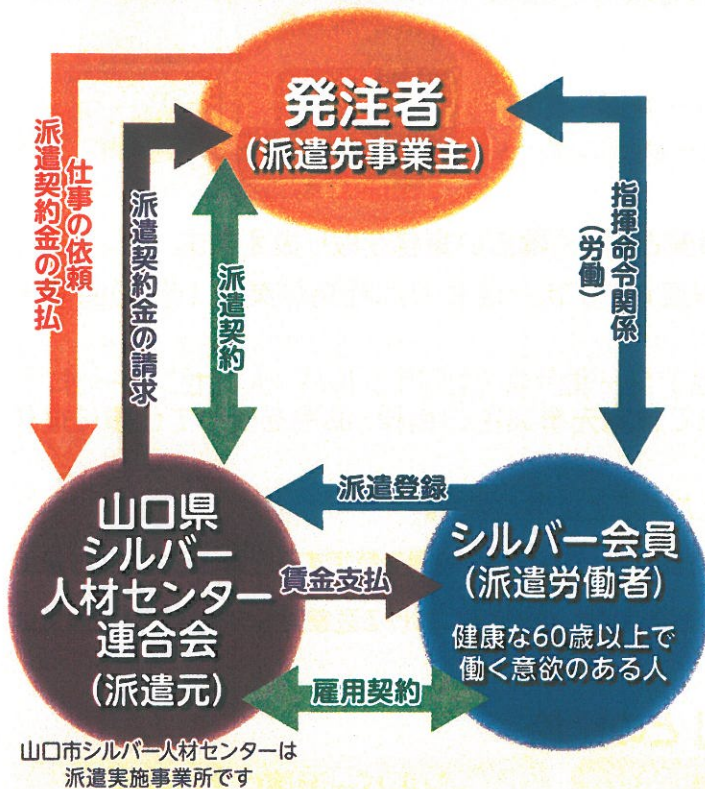 発注者
(派遣先事業主)
仕事の依頼
派遣契約金の支払
派遣契約金の請求
派遣契約
指揮命令関係
(労働)
派遣登録
山口県
シルバー
人材センター
連合会
(派遣元)
賃金支払
シルバー会員
(派遣労働者)
健康な60歳以上で
働く意欲のある人
雇用契約
山口市シルバー人材センターは
派遣実施事業所です